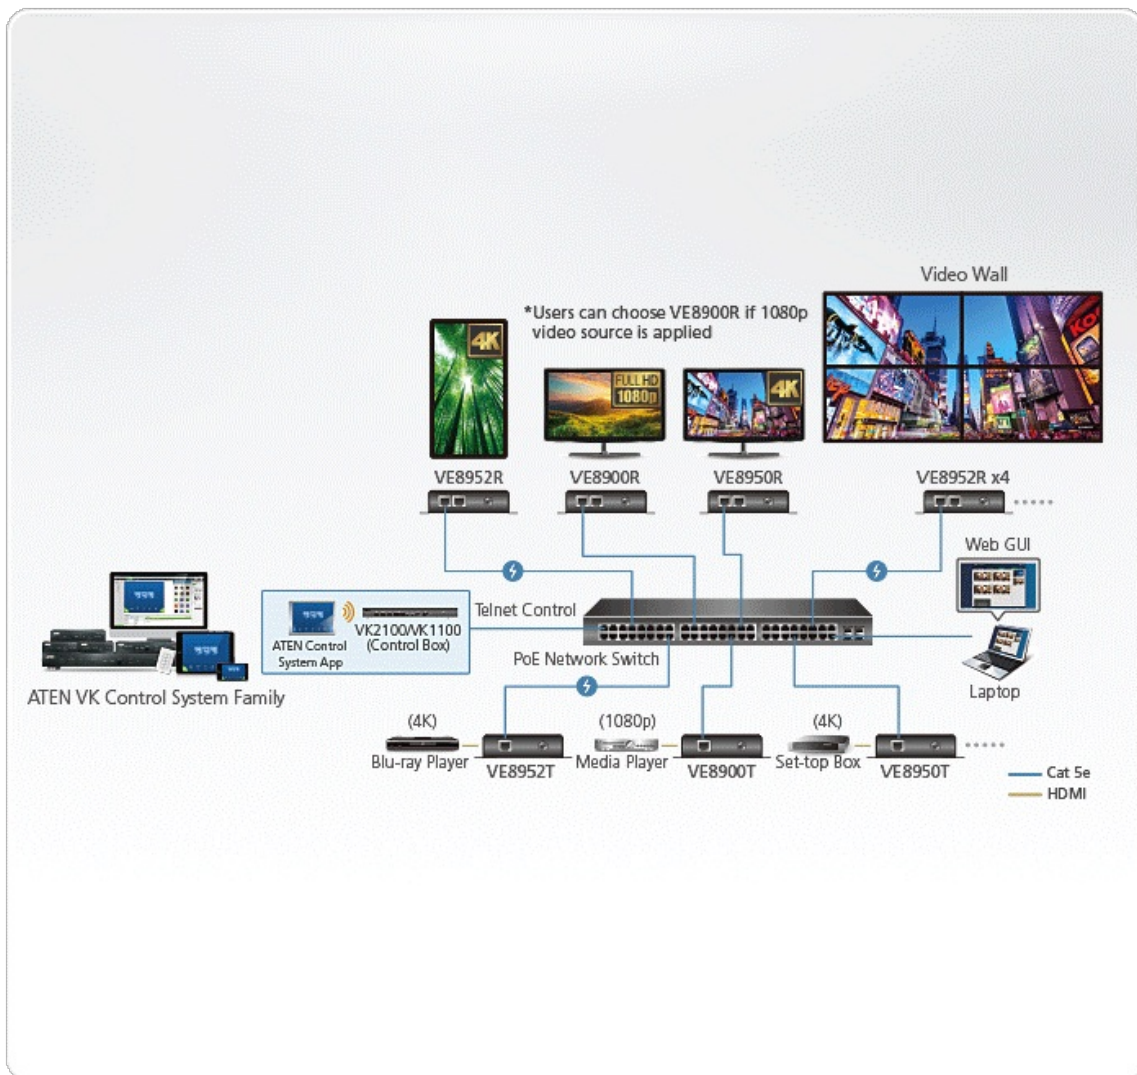 Video Wall
*Users can choose VE8900R if 1080p
video source is applied
4K
FULL HD
1080p
4K
VE8952R
VE8900R
VE8950R
VE8952R x4
Web GUI
Telnet Control
ATEN Control
System App
VK2100/VK1100
(Control Box)
PoE Network Switch
Laptop
ATEN VK Control System Family
(4K)
Blu-ray Player
VE8952T
(1080p)
Media Player
VE8900T
(4K)
Set-top Box
VE8950T
Cat 5e
HDMI